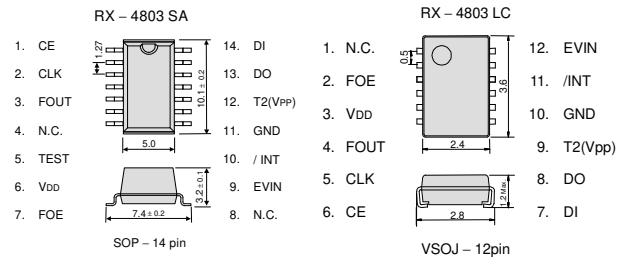 RX – 4803 SA
1. CE
2. CLK
3. FOUT
4. N.C.
5. TEST
6. VDD
7. FOE
1.27
10.1 ± 0.2
5.0
3.2 ± 0.1
7.4 ± 0.2
14. DI
13. DO
12. T2(VPP)
11. GND
10. / INT
9. EVIN
8. N.C.
SOP – 14 pin
RX – 4803 LC
1. N.C.
2. FOE
3. VDD
4. FOUT
5. CLK
6. CE
0.5
3.6
2.4
1.2 Max
2.8
12. EVIN
11. /INT
10. GND
9. T2(Vpp)
8. DO
7. DI
VSOJ – 12pin